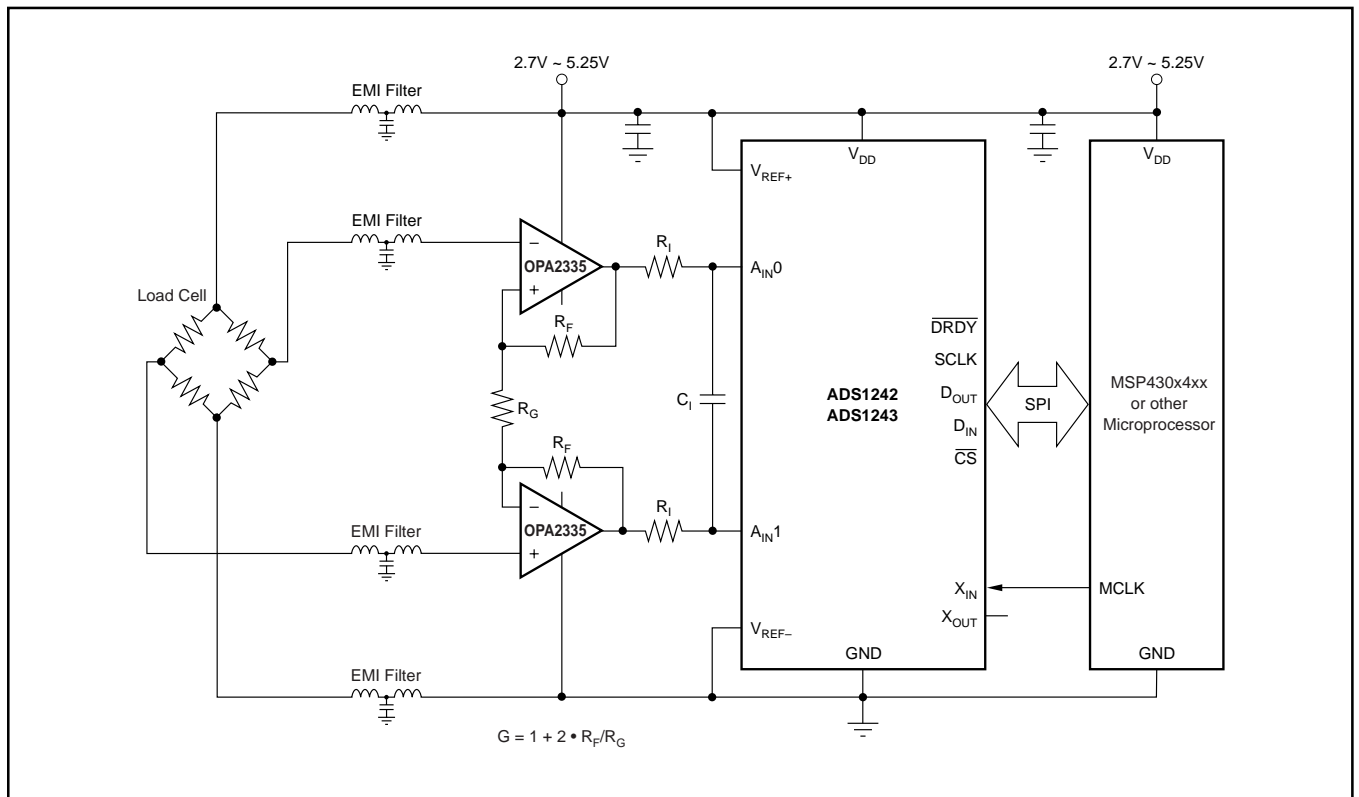 2.7V ~ 5.25V
2.7V ~ 5.25V
EMI Filter
V_DD
V_DD
V_REF+
EMI Filter
−
OPA2335
+
R_I
A_IN0
Load Cell
R_F
DRDY
SCLK
D_OUT
D_IN
CS
ADS1242
ADS1243
SPI
MSP430x4xx
or other
Microprocessor
R_G
C_I
R_F
−
OPA2335
+
R_I
A_IN1
EMI Filter
X_IN
MCLK
X_OUT
V_REF–
GND
GND
EMI Filter
G = 1 + 2 • R_F/R_G